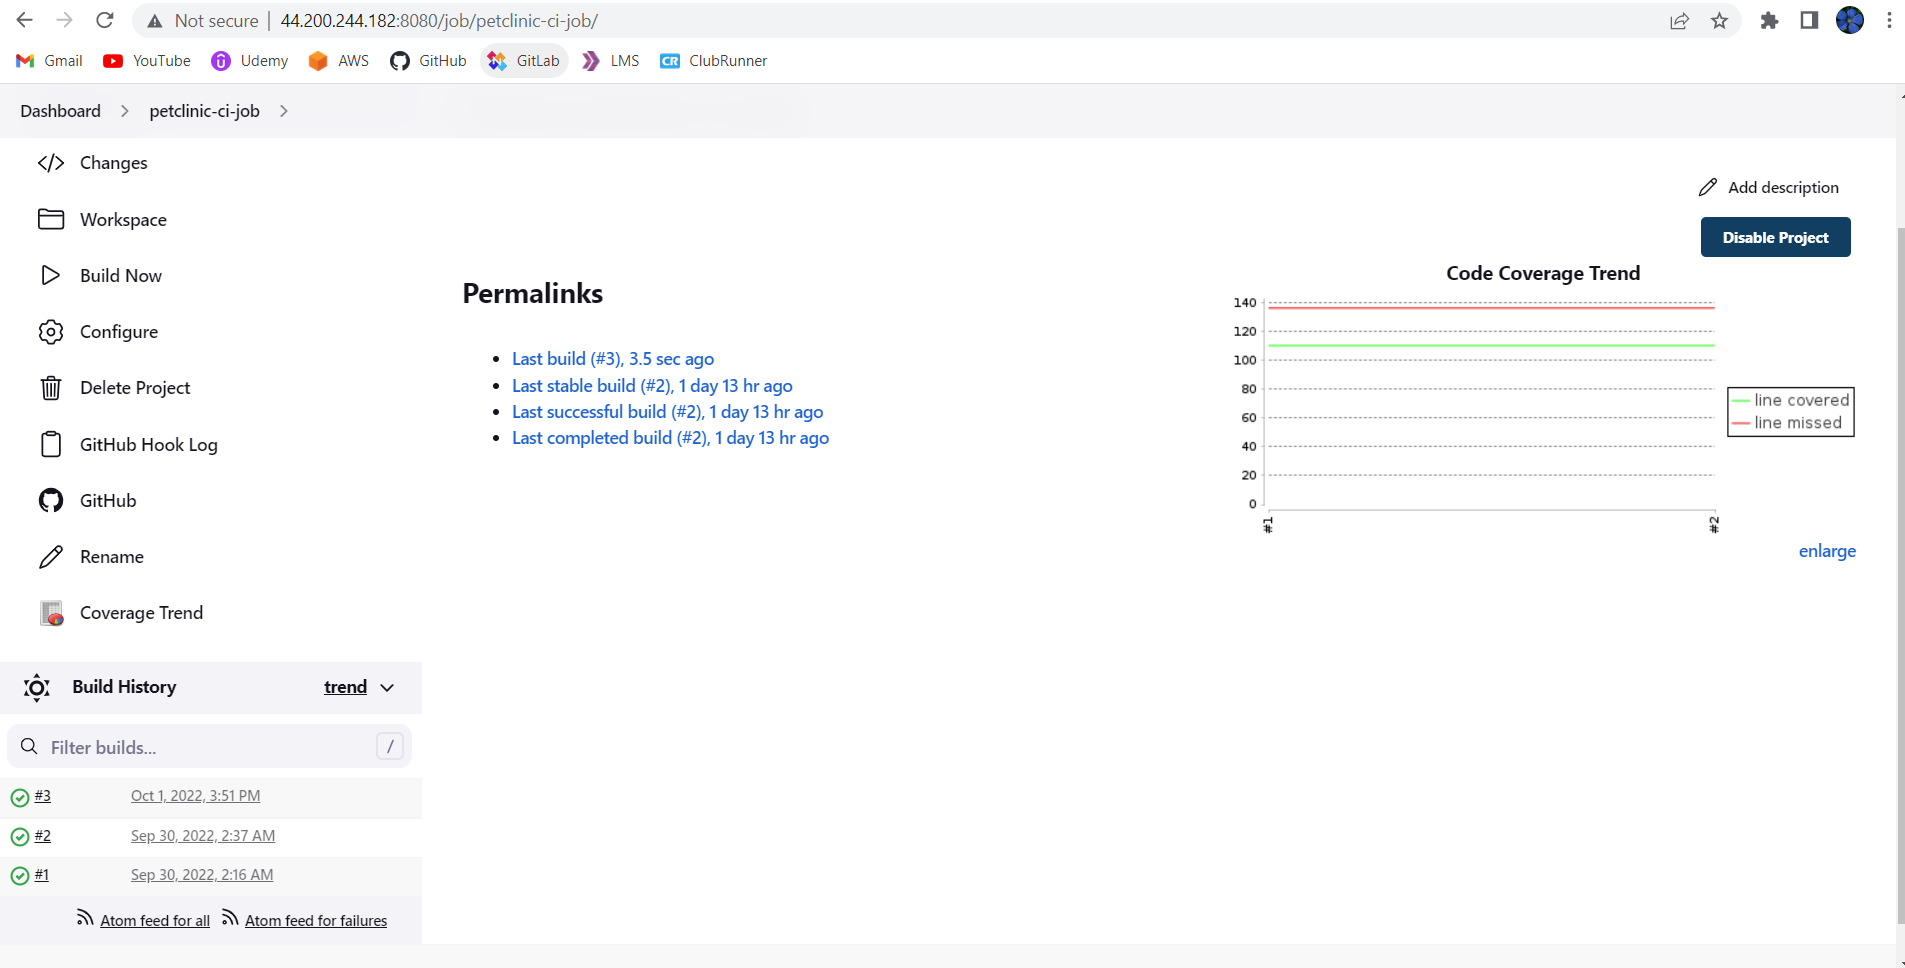 Not secure | 44.200.244.182:8080/job/petclinic-ci-job/
Gmail YouTube Udemy AWS GitHub GitLab LMS CR ClubRunner
Dashboard petclinic-ci-job
Changes
Workspace
Build Now
Configure
Delete Project
GitHub Hook Log
GitHub
Rename
Coverage Trend
Build History trend
Filter builds... /
#3 Oct 1, 2022, 3:51 PM
#2 Sep 30, 2022, 2:37 AM
#1 Sep 30, 2022, 2:16 AM
Atom feed for all Atom feed for failures
Add description
Disable Project
Permalinks
Last build (#3), 3.5 sec ago
Last stable build (#2), 1 day 13 hr ago
Last successful build (#2), 1 day 13 hr ago
Last completed build (#2), 1 day 13 hr ago
Code Coverage Trend
140
120
100
80
60
40
20
0
#1 #2
line covered
line missed
enlarge